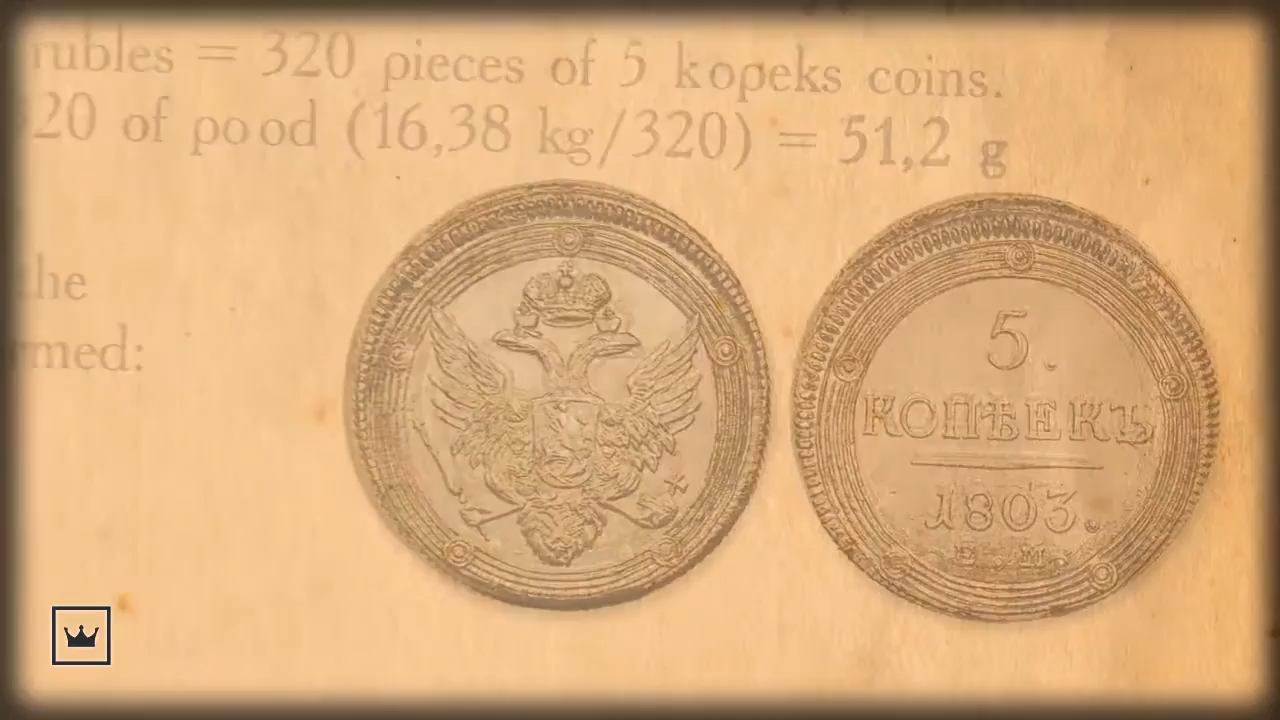 rubles = 320 pieces of 5 kopeks coins.
20 of pood (16,38 kg/320) = 51,2 g
he
med:
5.
КОПѢЕКЪ
1803.
Е.М.